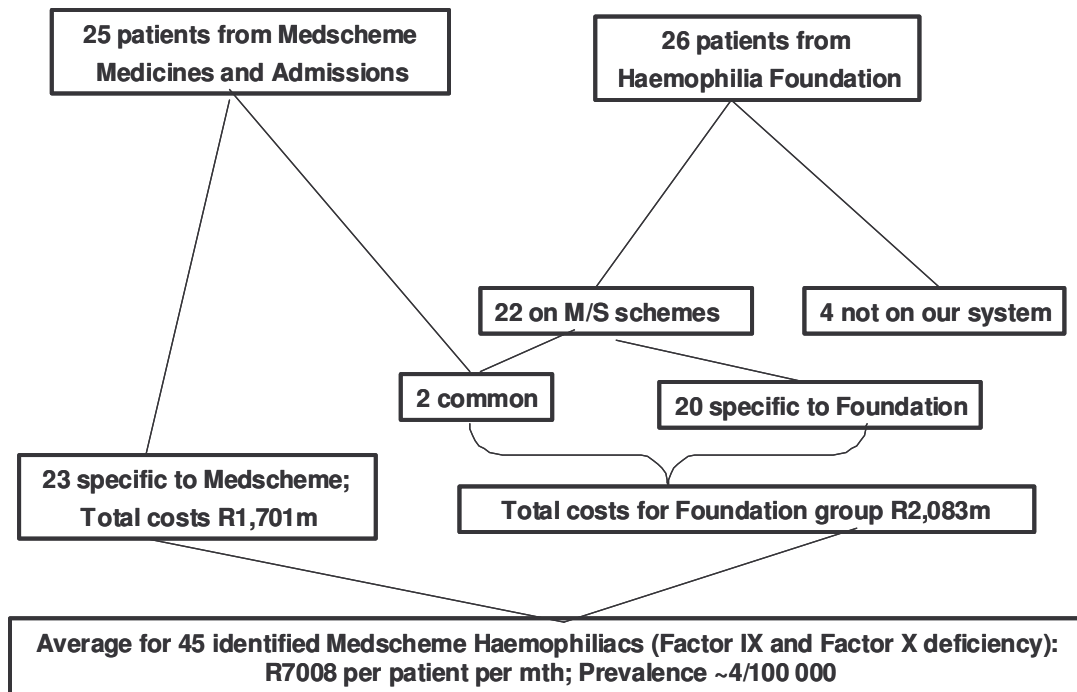 25 patients from Medscheme
Medicines and Admissions
26 patients from
Haemophilia Foundation
22 on M/S schemes
4 not on our system
2 common
20 specific to Foundation
23 specific to Medscheme;
Total costs R1,701m
Total costs for Foundation group R2,083m
Average for 45 identified Medscheme Haemophiliacs (Factor IX and Factor X deficiency):
R7008 per patient per mth; Prevalence ~4/100 000